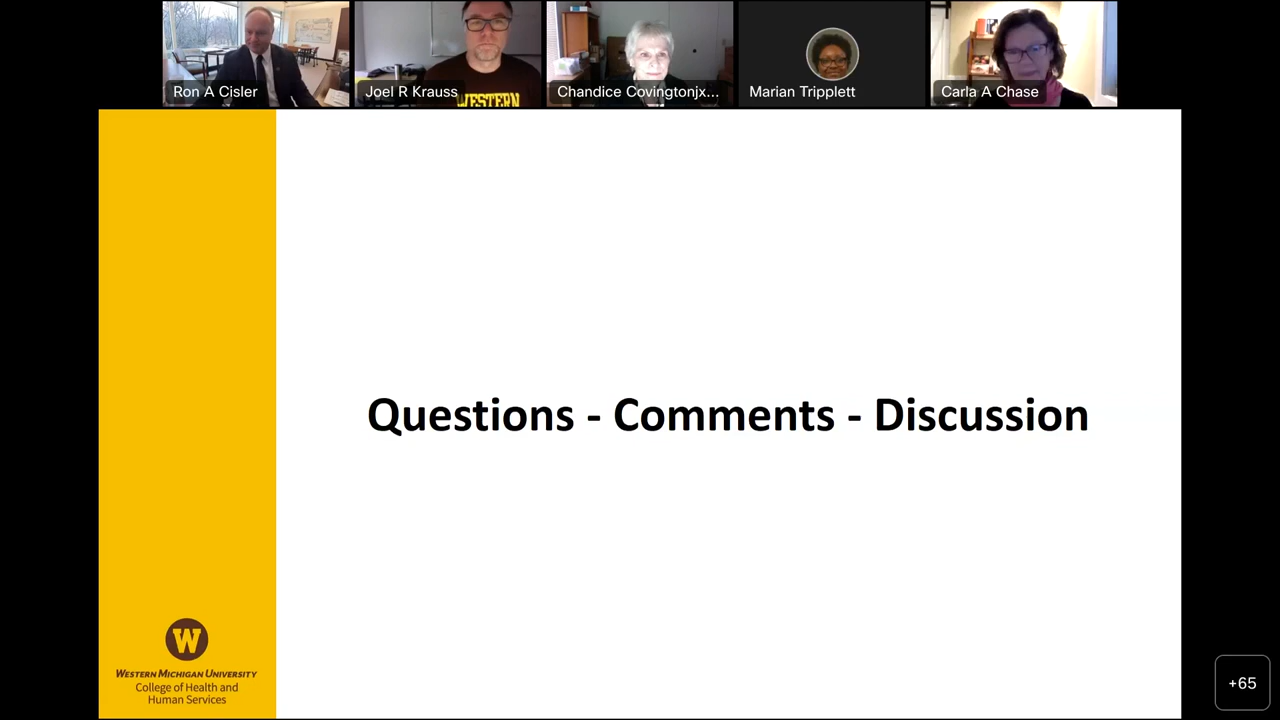 Ron A Cisler
Joel R Krauss
Chandice Covingtonjx...
Marian Tripplett
Carla A Chase
WESTERN
Questions - Comments - Discussion
W
WESTERN MICHIGAN UNIVERSITY
College of Health and
Human Services
+65